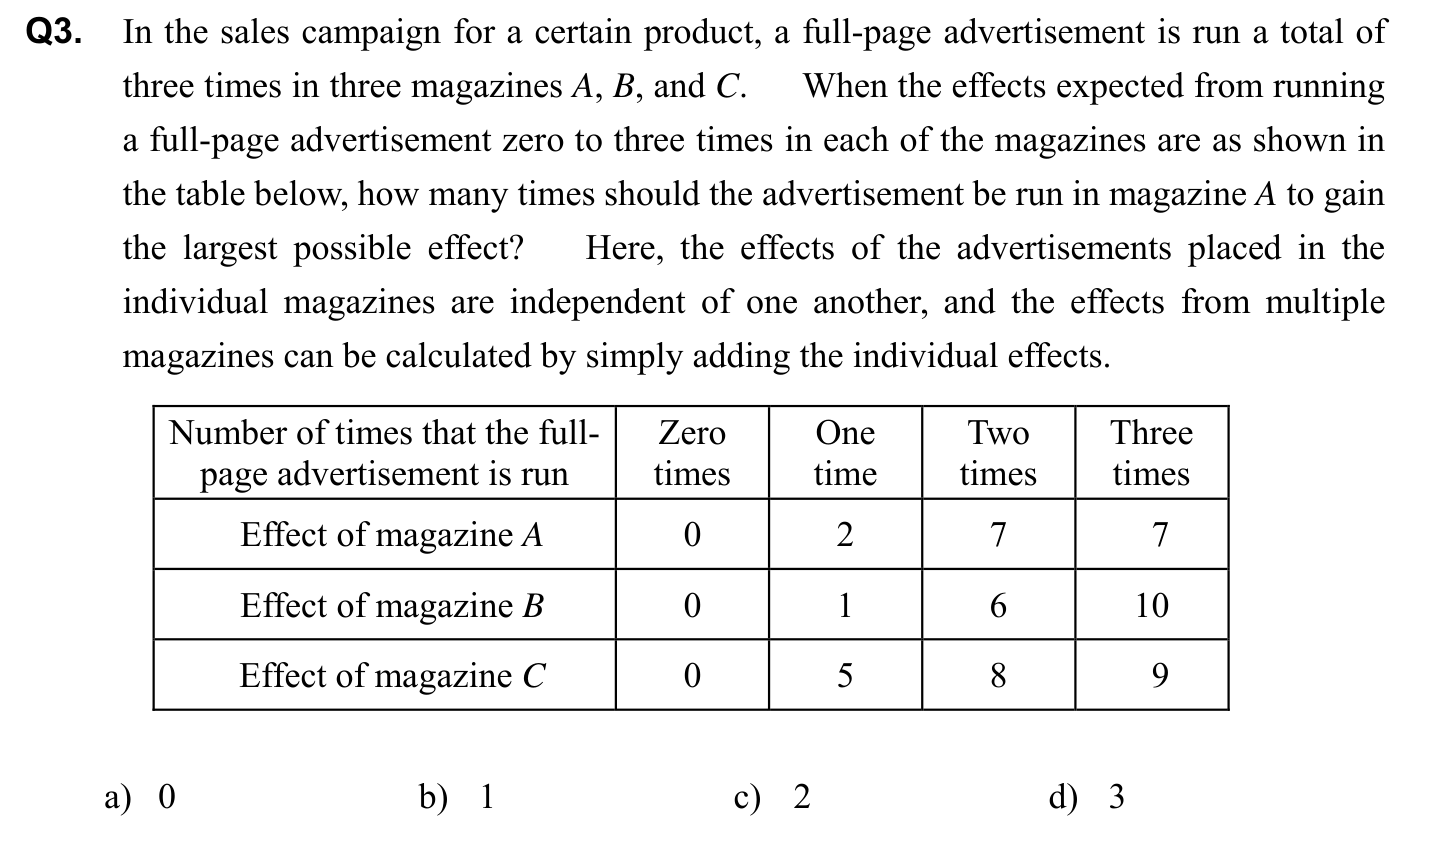 Q3. In the sales campaign for a certain product, a full-page advertisement is run a total of
three times in three magazines A, B, and C. When the effects expected from running
a full-page advertisement zero to three times in each of the magazines are as shown in
the table below, how many times should the advertisement be run in magazine A to gain
the largest possible effect? Here, the effects of the advertisements placed in the
individual magazines are independent of one another, and the effects from multiple
magazines can be calculated by simply adding the individual effects.
Number of times that the full- Zero One Two Three
page advertisement is run times time times times
Effect of magazine A 0 2 7 7
Effect of magazine B 0 1 6 10
Effect of magazine C 0 5 8 9
a) 0 b) 1 c) 2 d) 3